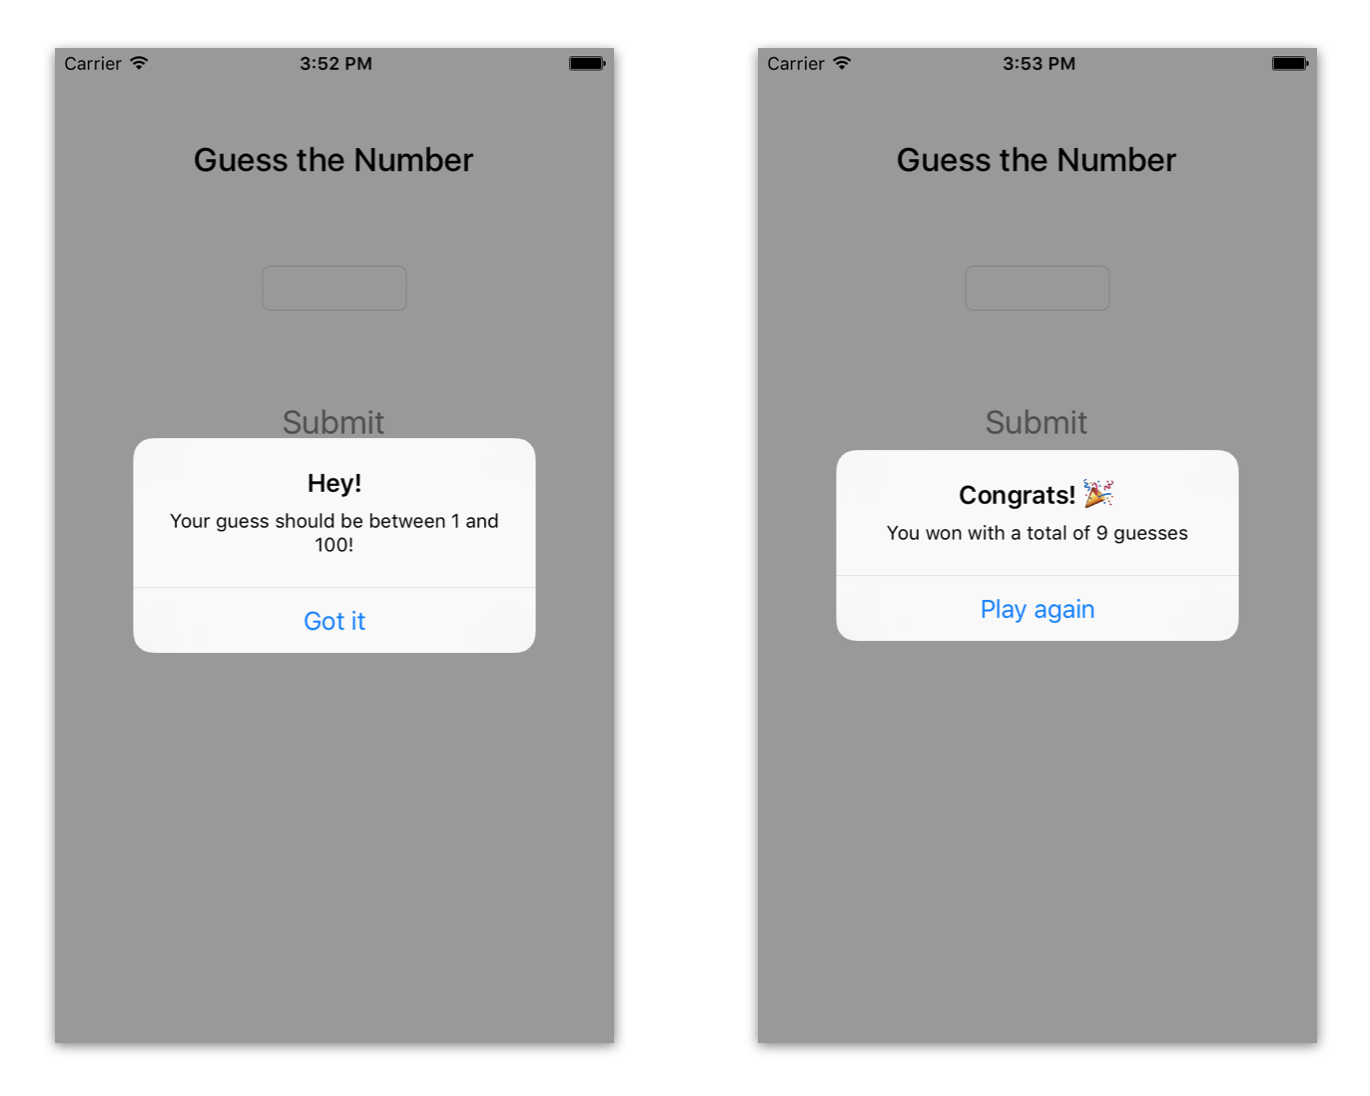 Carrier 3:52 PM
Guess the Number
Submit
Hey!
Your guess should be between 1 and
100!
Got it
Carrier 3:53 PM
Guess the Number
Submit
Congrats! 🎉
You won with a total of 9 guesses
Play again